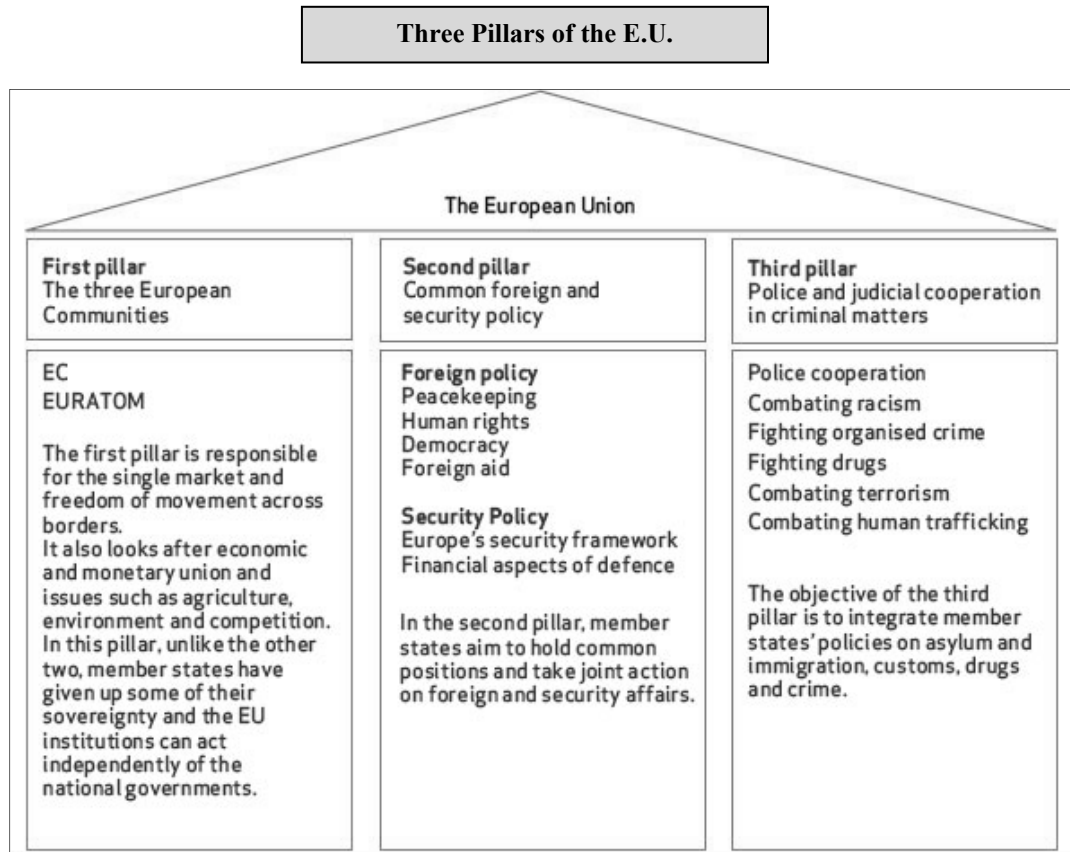 Three Pillars of the E.U.
The European Union
First pillar
The three European
Communities
EC
EURATOM
The first pillar is responsible
for the single market and
freedom of movement across
borders.
It also looks after economic
and monetary union and
issues such as agriculture,
environment and competition.
In this pillar, unlike the other
two, member states have
given up some of their
sovereignty and the EU
institutions can act
independently of the
national governments.
Second pillar
Common foreign and
security policy
Foreign policy
Peacekeeping
Human rights
Democracy
Foreign aid
Security Policy
Europe's security framework
Financial aspects of defence
In the second pillar, member
states aim to hold common
positions and take joint action
on foreign and security affairs.
Third pillar
Police and judicial cooperation
in criminal matters
Police cooperation
Combating racism
Fighting organised crime
Fighting drugs
Combating terrorism
Combating human trafficking
The objective of the third
pillar is to integrate member
states' policies on asylum and
immigration, customs, drugs
and crime.